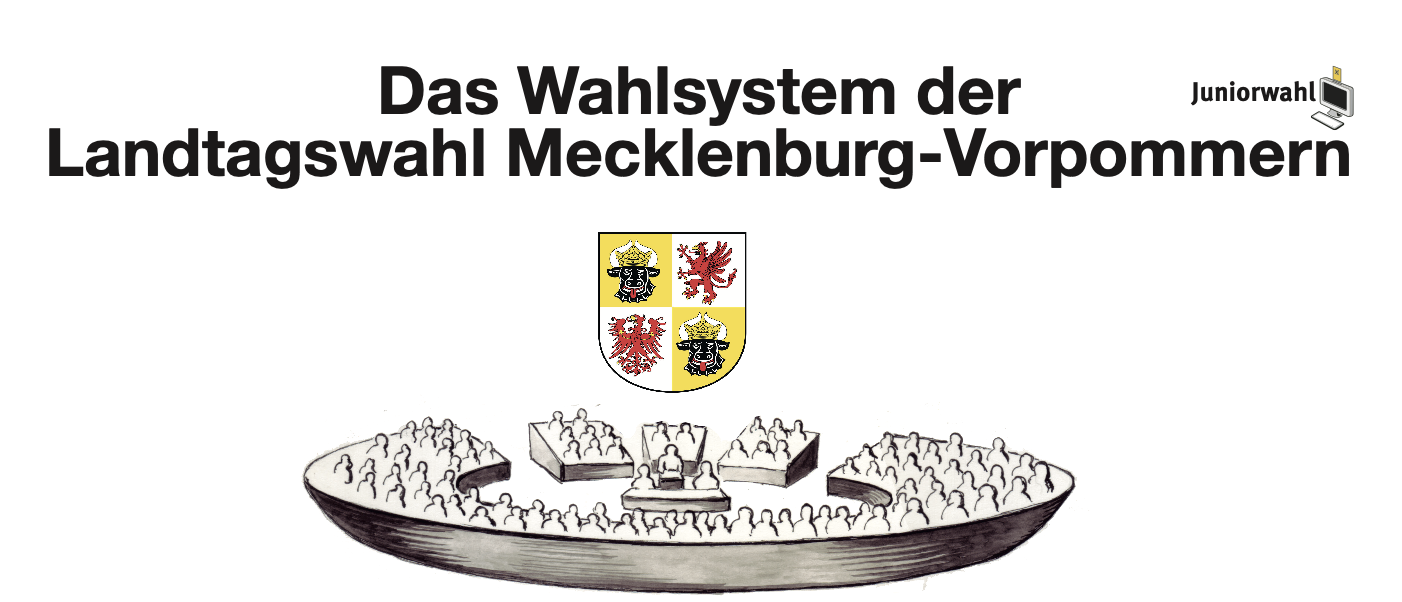 Das Wahlsystem der
Juniorwahl
Landtagswahl Mecklenburg-Vorpommern